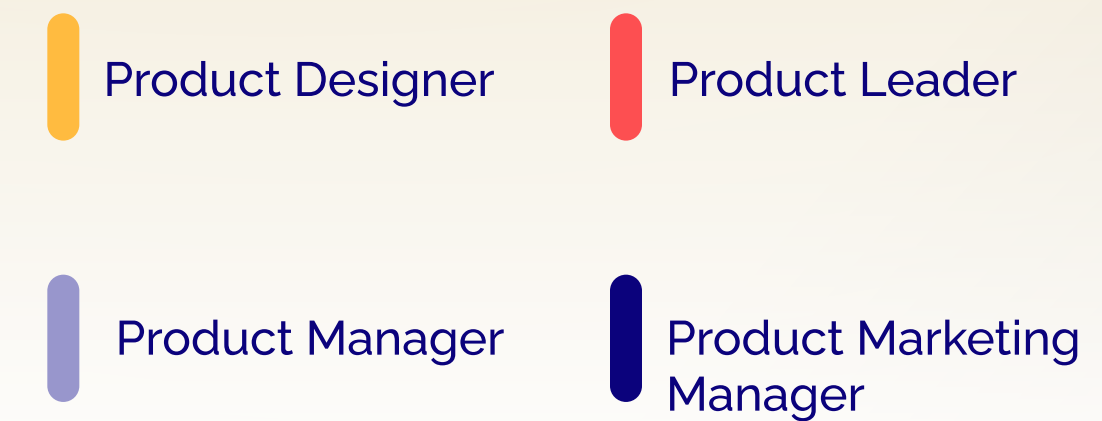 Product Designer
Product Leader
Product Manager
Product Marketing
Manager